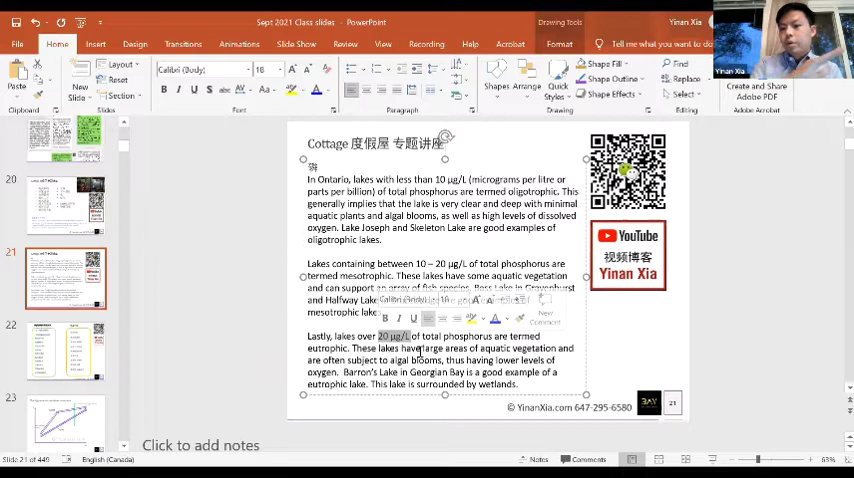 Sept 2021 Class slides - PowerPoint
Drawing Tools
Yinan Xia
File Home Insert Design Transitions Animations Slide Show Review View Recording Help Acrobat Format Tell me what you want to do
Paste
Clipboard
New Slide
Layout
Reset
Section
Slides
Calibri (Body) 18
Font
Paragraph
Shapes Arrange Quick Styles
Shape Fill
Shape Outline
Shape Effects
Drawing
Find
Replace
Select
Editing
Create and Share Adobe PDF
Adobe Acrobat
Yinan Xia
20
21
22
23
Cottage 度假屋 专题讲座
磷
In Ontario, lakes with less than 10 µg/L (micrograms per litre or
parts per billion) of total phosphorus are termed oligotrophic. This
generally implies that the lake is very clear and deep with minimal
aquatic plants and algal blooms, as well as high levels of dissolved
oxygen. Lake Joseph and Skeleton Lake are good examples of
oligotrophic lakes.
Lakes containing between 10 – 20 µg/L of total phosphorus are
termed mesotrophic. These lakes have some aquatic vegetation
and can support an array of fish species. Bass Lake in Gravenhurst
and Halfway Lake
mesotrophic lake
Calibri (Body) 18
New Comment
Lastly, lakes over 20 µg/L of total phosphorus are termed
eutrophic. These lakes have large areas of aquatic vegetation and
are often subject to algal blooms, thus having lower levels of
oxygen. Barron's Lake in Georgian Bay is a good example of a
eutrophic lake. This lake is surrounded by wetlands.
YouTube
视频博客
Yinan Xia
© YinanXia.com 647-295-6580
BAY
21
Click to add notes
Slide 21 of 449 English (Canada) Notes Comments 63%